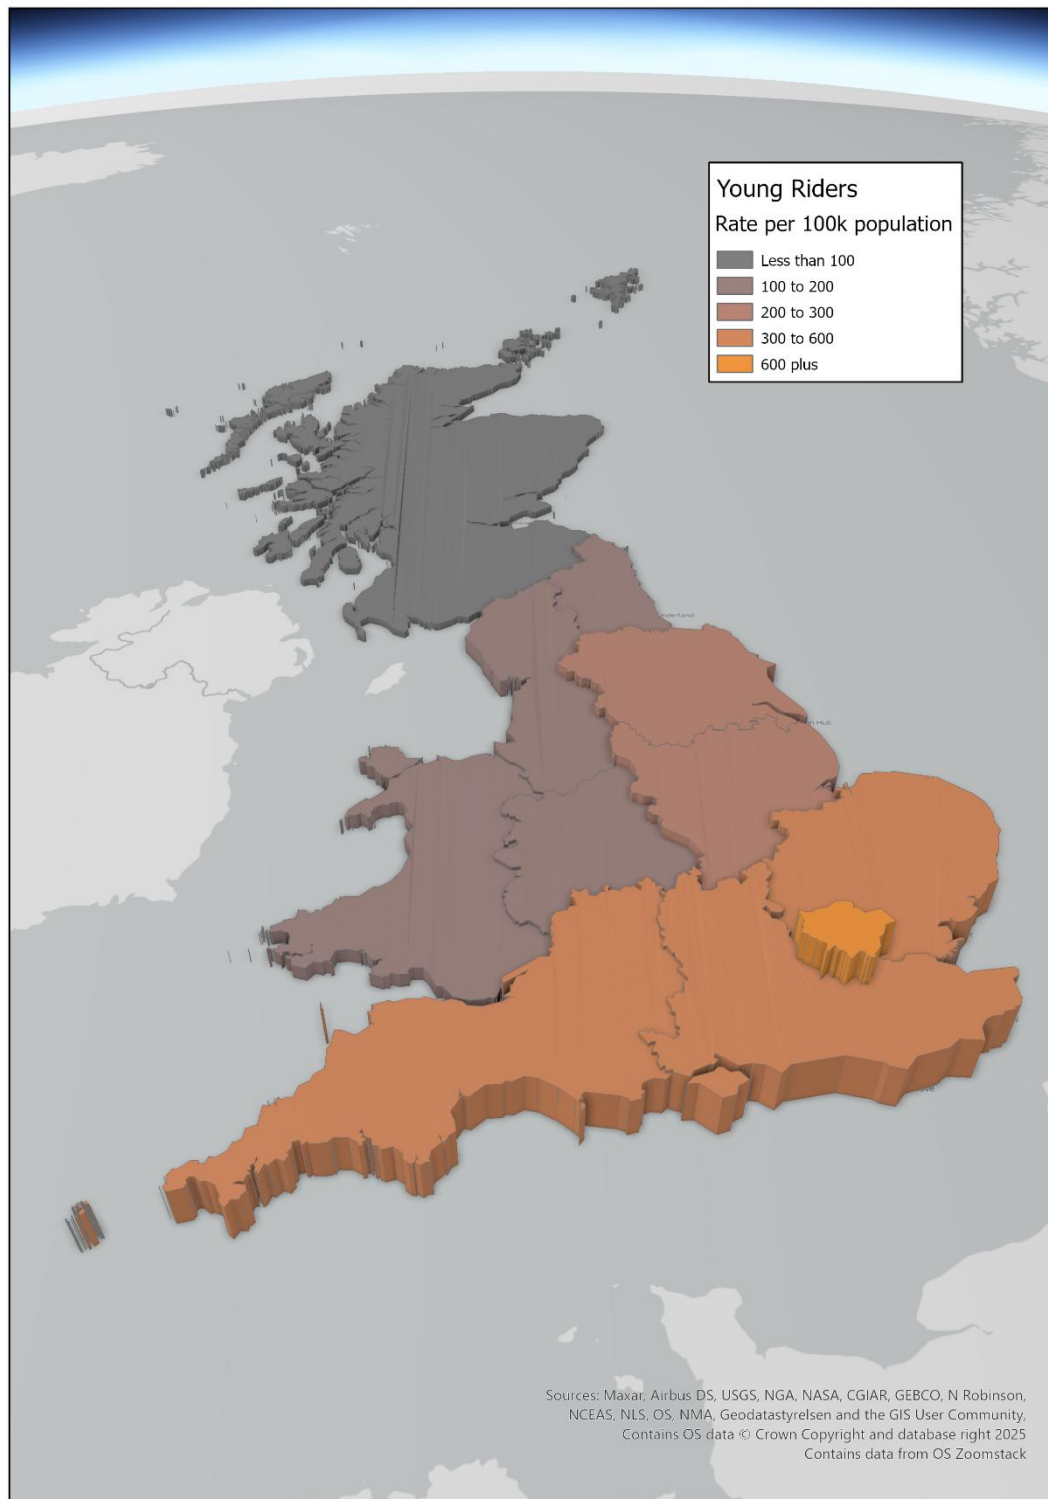 Young Riders
Rate per 100k population
Less than 100
100 to 200
200 to 300
300 to 600
600 plus
Sources: Maxar, Airbus DS, USGS, NGA, NASA, CGIAR, GEBCO, N Robinson,
NCEAS, NLS, OS, NMA, Geodatastyrelsen and the GIS User Community,
Contains OS data © Crown Copyright and database right 2025
Contains data from OS Zoomstack